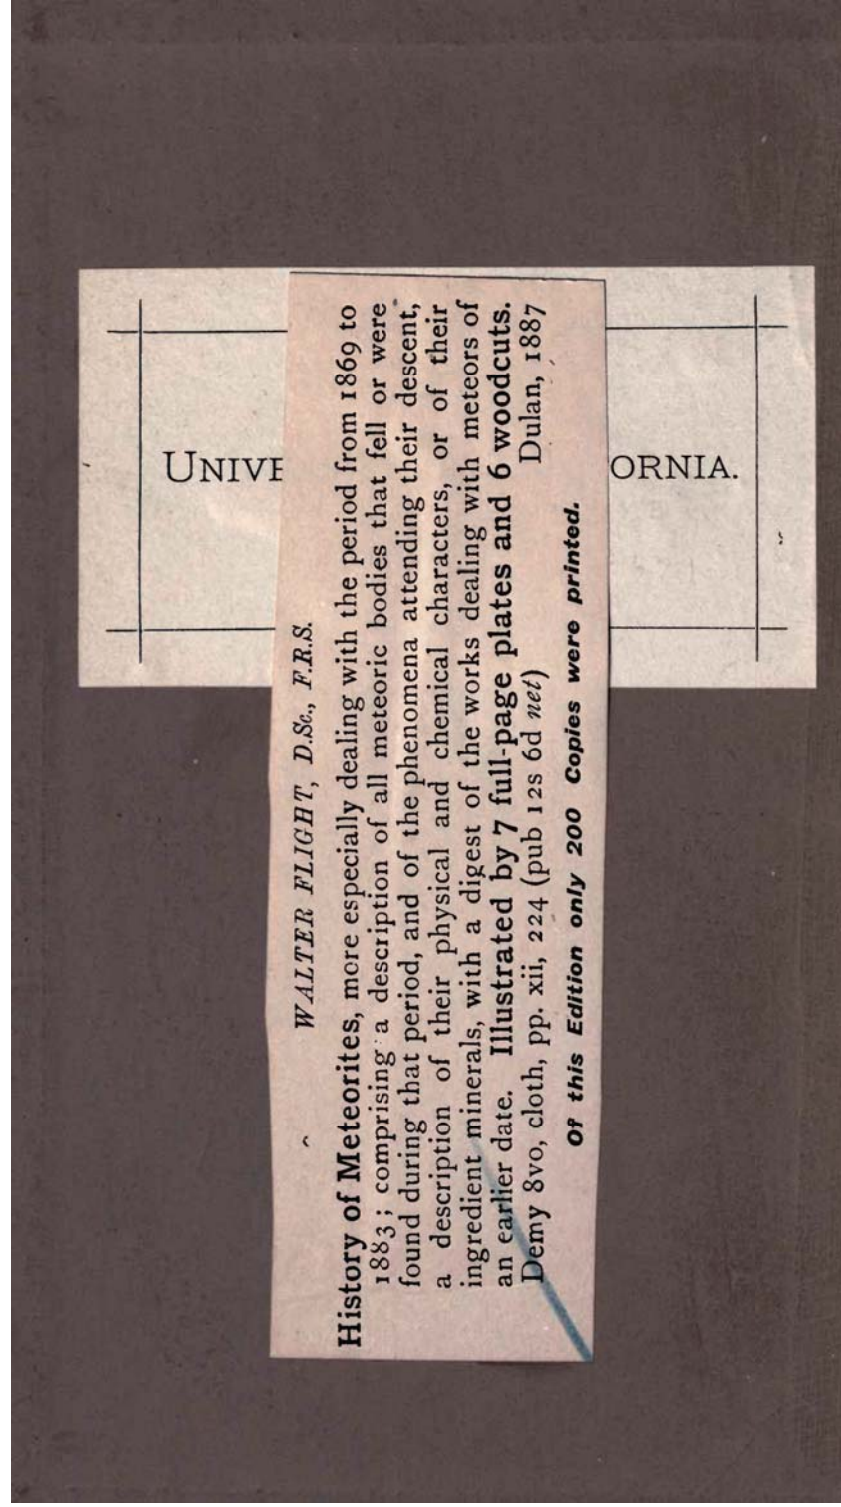 UNIVE
ORNIA.
WALTER FLIGHT, D.Sc., F.R.S.
History of Meteorites, more especially dealing with the period from 1869 to
1883; comprising a description of all meteoric bodies that fell or were
found during that period, and of the phenomena attending their descent,
a description of their physical and chemical characters, or of their
ingredient minerals, with a digest of the works dealing with meteors of
an earlier date. Illustrated by 7 full-page plates and 6 woodcuts.
Demy 8vo, cloth, pp. xii, 224 (pub 12s 6d net) Dulan, 1887
Of this Edition only 200 Copies were printed.